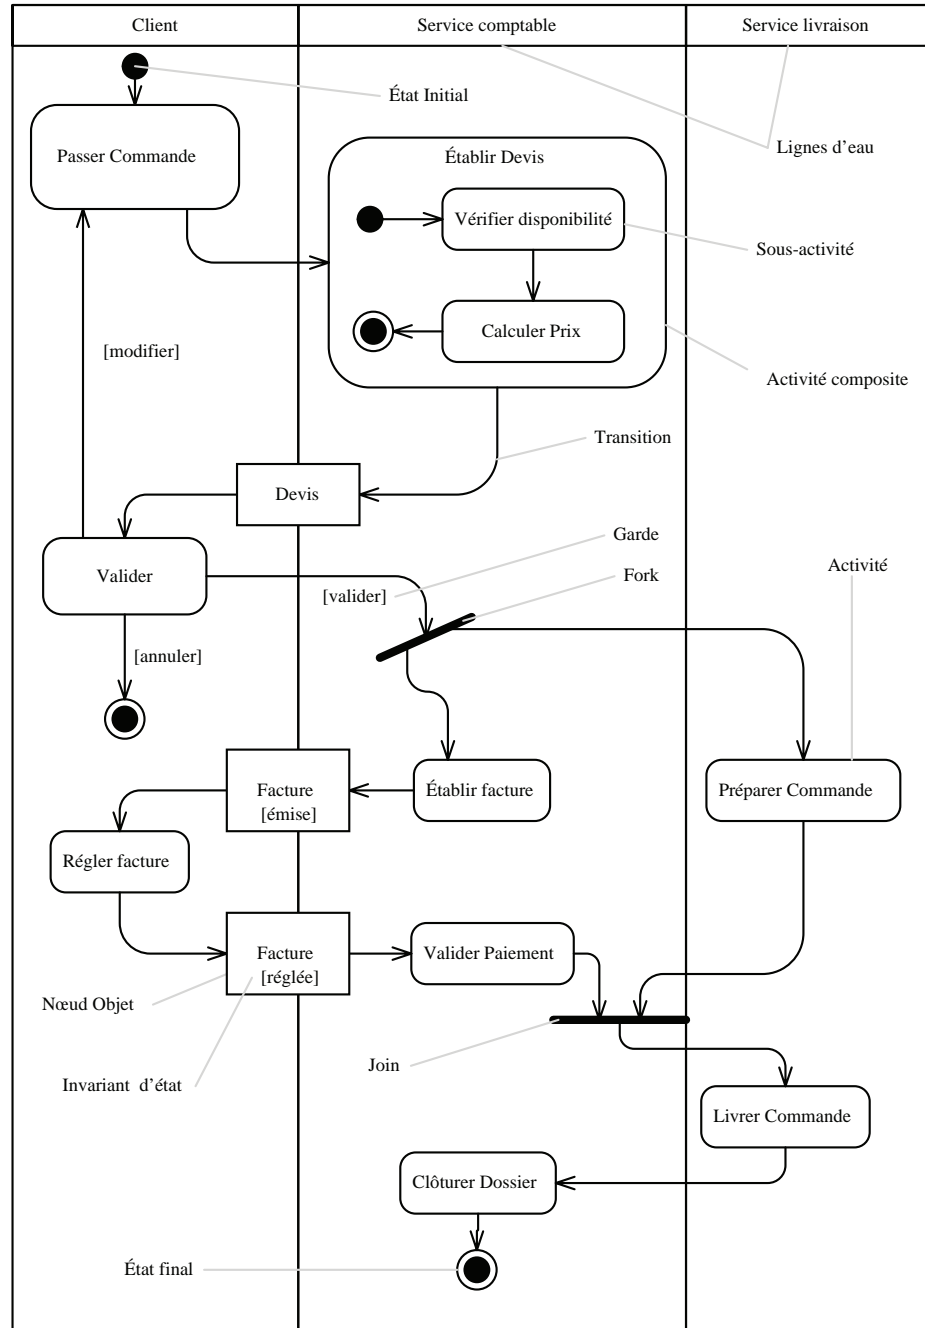 Client
Service comptable
Service livraison
État Initial
Lignes d’eau
Passer Commande
Établir Devis
Vérifier disponibilité
Sous-activité
Calculer Prix
[modifier]
Activité composite
Transition
Devis
Garde
Activité
Valider
[valider]
Fork
[annuler]
Facture
[émise]
Établir facture
Préparer Commande
Régler facture
Facture
[réglée]
Valider Paiement
Nœud Objet
Join
Invariant d’état
Livrer Commande
Clôturer Dossier
État final